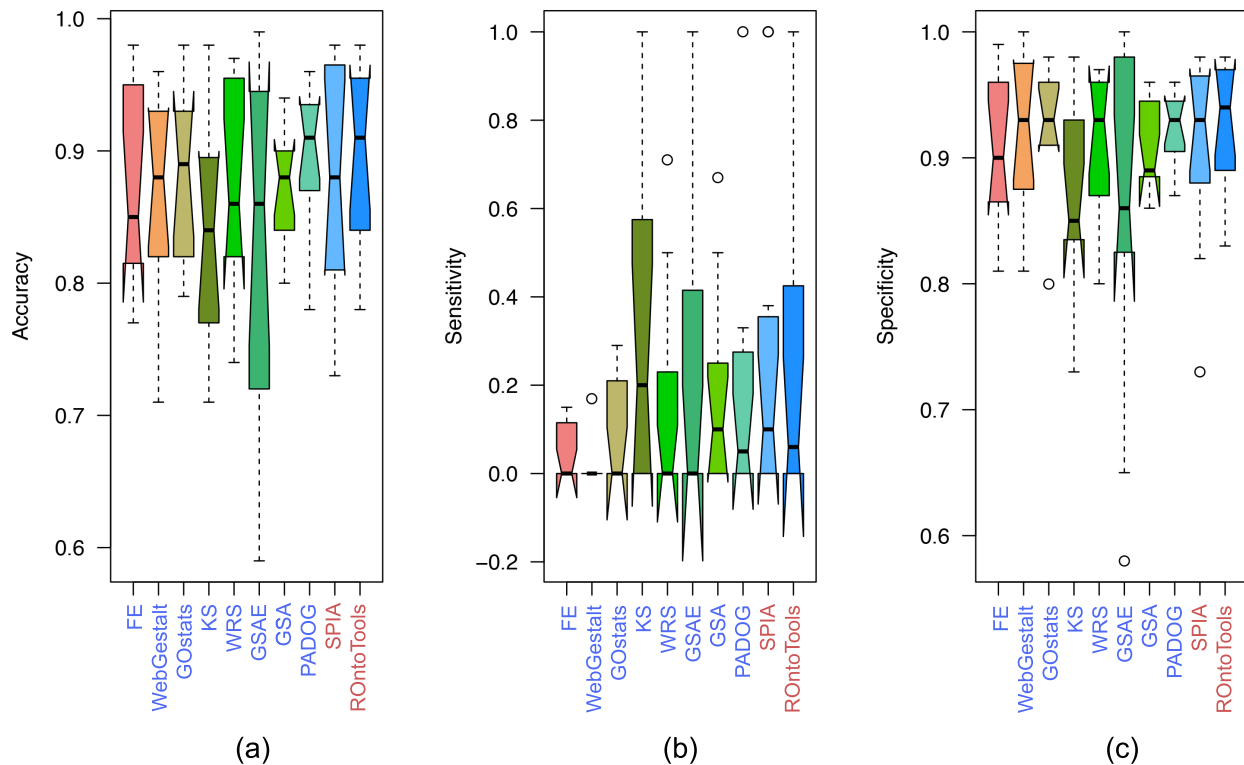 Accuracy
1.0
0.9
0.8
0.7
0.6
FE
WebGestalt
GOstats
KS
WRS
GSAE
GSA
PADOG
SPIA
ROntoTools
(a)
Sensitivity
1.0
0.8
0.6
0.4
0.2
0.0
−0.2
FE
WebGestalt
GOstats
KS
WRS
GSAE
GSA
PADOG
SPIA
ROntoTools
(b)
Specificity
1.0
0.9
0.8
0.7
0.6
FE
WebGestalt
GOstats
KS
WRS
GSAE
GSA
PADOG
SPIA
ROntoTools
(c)